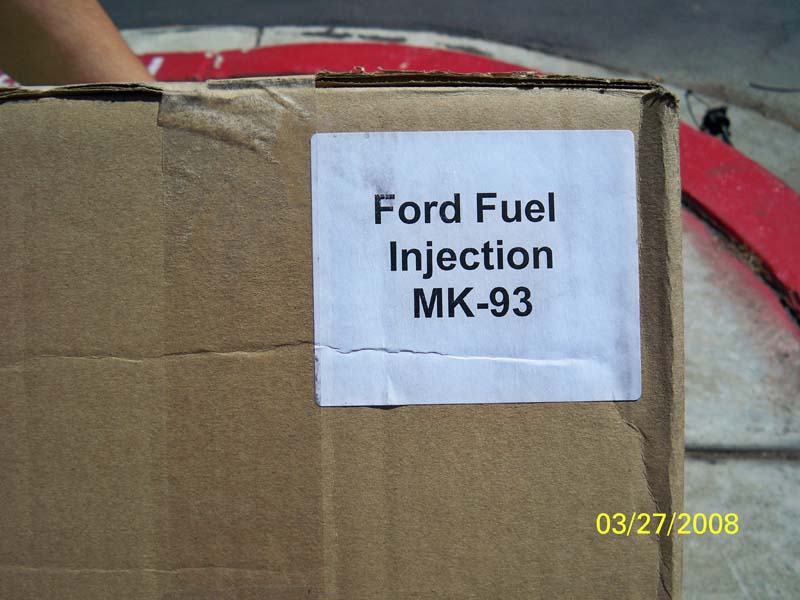 Ford Fuel
Injection
MK-93
03/27/2008